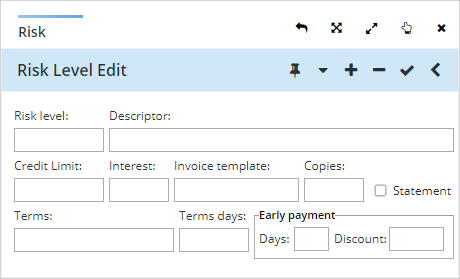 Risk
Risk Level Edit
Risk level: Descriptor:
Credit Limit: Interest: Invoice template: Copies:
Statement
Terms: Terms days: Early payment
Days: Discount: